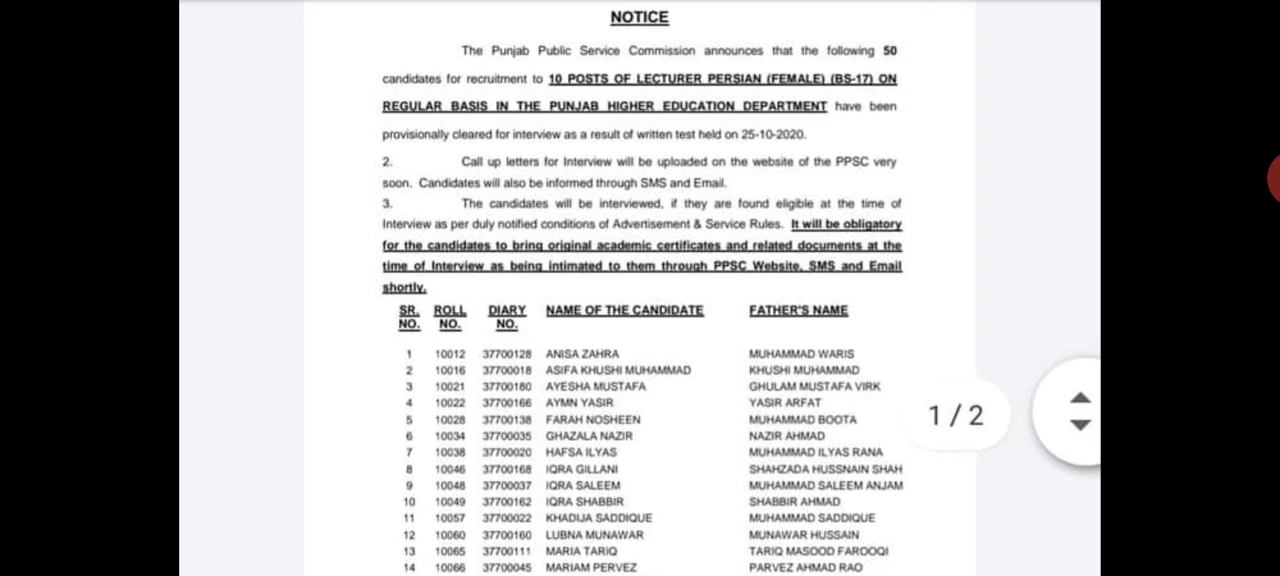 NOTICE
The Punjab Public Service Commission announces that the following 50
candidates for recruitment to 10 POSTS OF LECTURER PERSIAN (FEMALE) (BS-17) ON
REGULAR BASIS IN THE PUNJAB HIGHER EDUCATION DEPARTMENT have been
provisionally cleared for interview as a result of written test held on 25-10-2020.
2. Call up letters for Interview will be uploaded on the website of the PPSC very
soon. Candidates will also be informed through SMS and Email.
3. The candidates will be interviewed, if they are found eligible at the time of
Interview as per duly notified conditions of Advertisement & Service Rules. It will be obligatory
for the candidates to bring original academic certificates and related documents at the
time of Interview as being intimated to them through PPSC Website, SMS and Email
shortly.
SR. ROLL DIARY NAME OF THE CANDIDATE FATHER'S NAME
NO. NO. NO.
1 10012 37700128 ANISA ZAHRA MUHAMMAD WARIS
2 10016 37700018 ASIFA KHUSHI MUHAMMAD KHUSHI MUHAMMAD
3 10021 37700180 AYESHA MUSTAFA GHULAM MUSTAFA VIRK
4 10022 37700166 AYMN YASIR YASIR ARFAT
5 10028 37700138 FARAH NOSHEEN MUHAMMAD BOOTA
6 10034 37700035 GHAZALA NAZIR NAZIR AHMAD
7 10038 37700020 HAFSA ILYAS MUHAMMAD ILYAS RANA
8 10046 37700168 IQRA GILLANI SHAHZADA HUSSNAIN SHAH
9 10048 37700037 IQRA SALEEM MUHAMMAD SALEEM ANJAM
10 10049 37700162 IQRA SHABBIR SHABBIR AHMAD
11 10057 37700022 KHADIJA SADDIQUE MUHAMMAD SADDIQUE
12 10060 37700160 LUBNA MUNAWAR MUNAWAR HUSSAIN
13 10065 37700111 MARIA TARIQ TARIQ MASOOD FAROOQI
14 10066 37700045 MARIAM PERVEZ PARVEZ AHMAD RAO
1 / 2